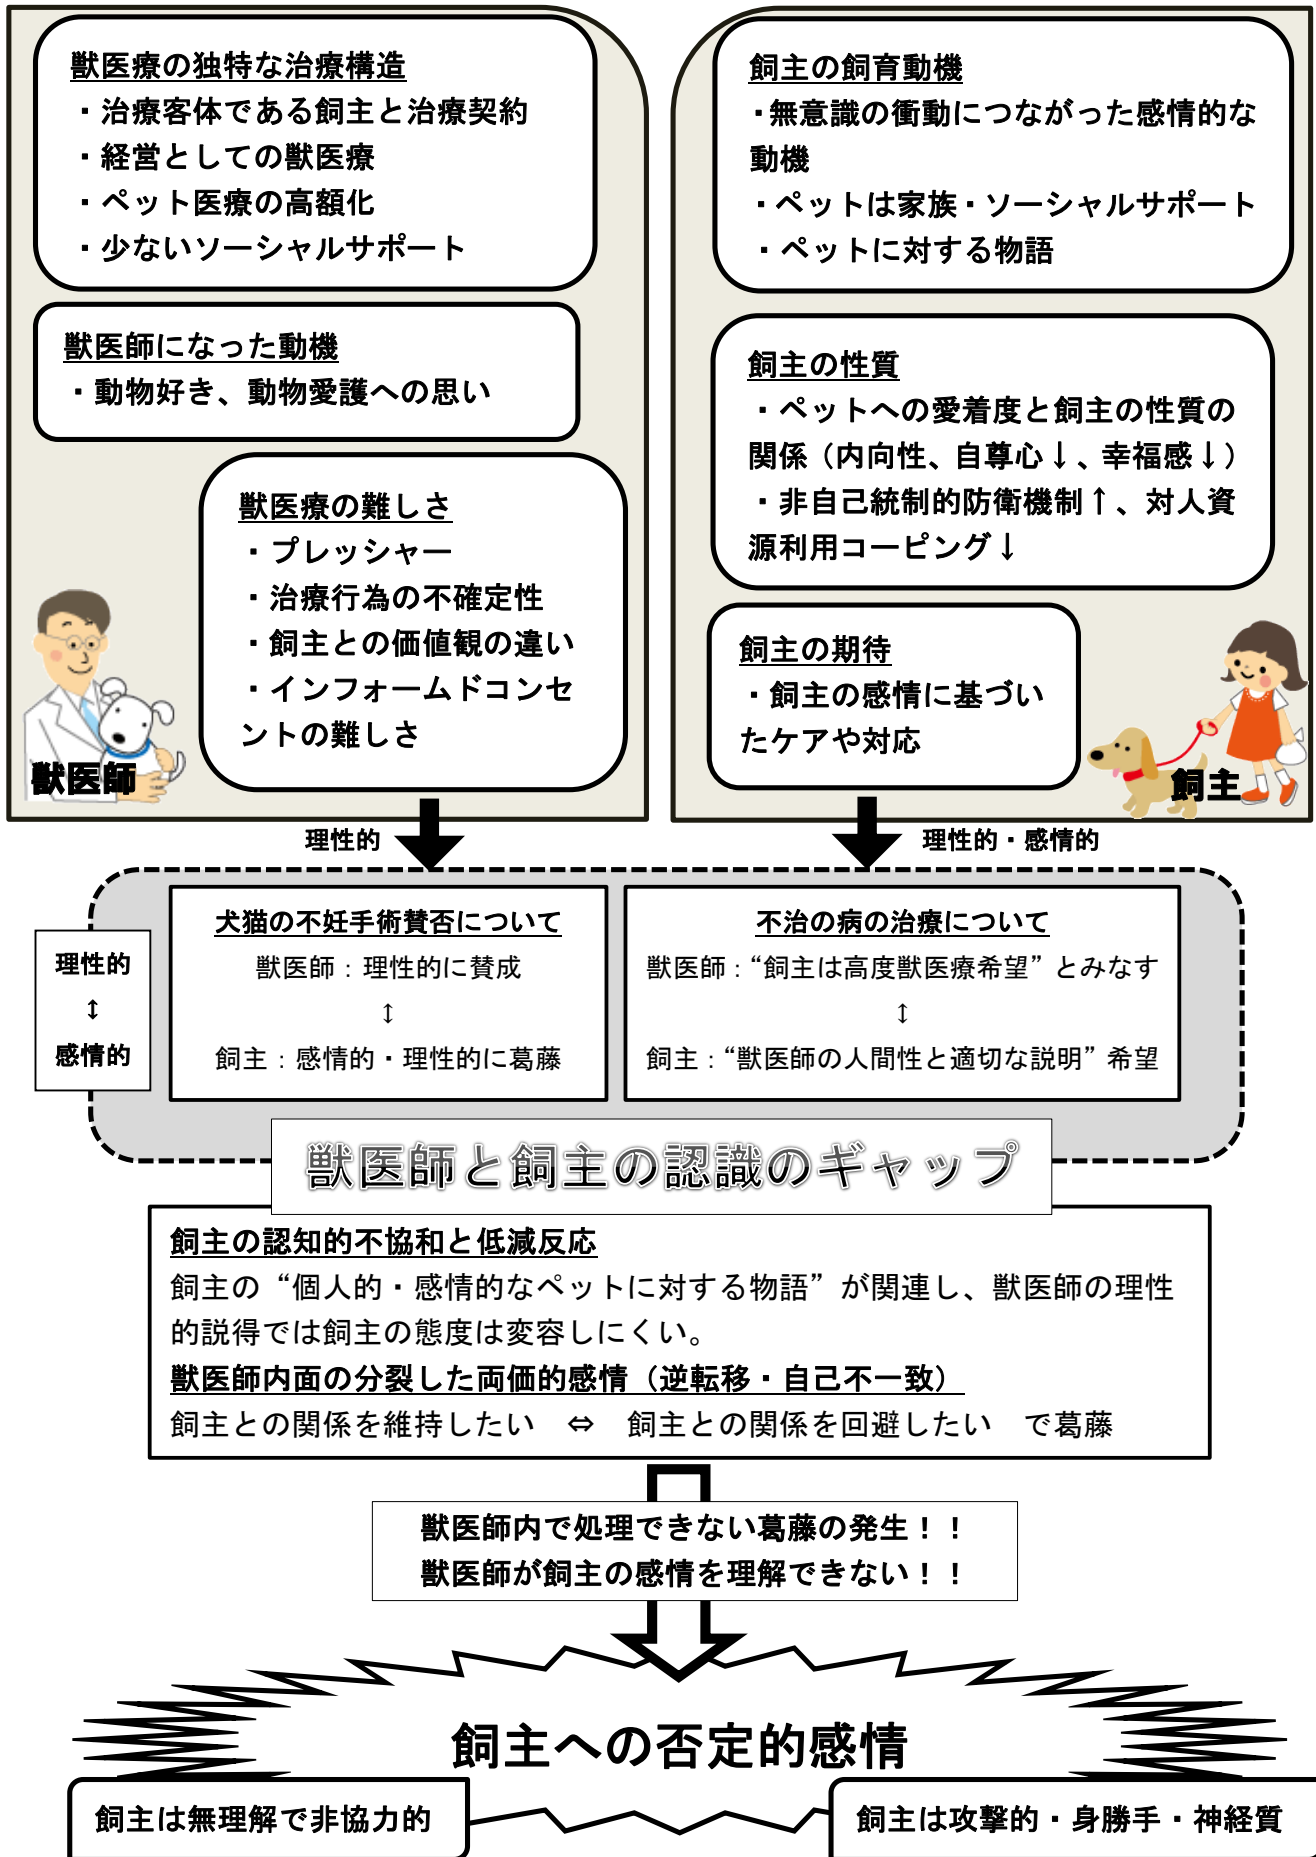 獣医療の独特な治療構造
・治療客体である飼主と治療契約
・経営としての獣医療
・ペット医療の高額化
・少ないソーシャルサポート
獣医師になった動機
・動物好き、動物愛護への思い
獣医療の難しさ
・プレッシャー
・治療行為の不確定性
・飼主との価値観の違い
・インフォームドコンセ
ントの難しさ
獣医師
飼主の飼育動機
・無意識の衝動につながった感情的な
動機
・ペットは家族・ソーシャルサポート
・ペットに対する物語
飼主の性質
・ペットへの愛着度と飼主の性質の
関係（内向性、自尊心↓、幸福感↓）
・非自己統制的防衛機制↑、対人資
源利用コーピング↓
飼主の期待
・飼主の感情に基づい
たケアや対応
飼主
理性的
理性的・感情的
理性的
↕
感情的
犬猫の不妊手術賛否について
獣医師：理性的に賛成
↕
飼主：感情的・理性的に葛藤
不治の病の治療について
獣医師：“飼主は高度獣医療希望”とみなす
↕
飼主：“獣医師の人間性と適切な説明”希望
獣医師と飼主の認識のギャップ
飼主の認知的不協和と低減反応
飼主の“個人的・感情的なペットに対する物語”が関連し、獣医師の理性
的説得では飼主の態度は変容しにくい。
獣医師内面の分裂した両価的感情（逆転移・自己不一致）
飼主との関係を維持したい　⇔　飼主との関係を回避したい　で葛藤
獣医師内で処理できない葛藤の発生！！
獣医師が飼主の感情を理解できない！！
飼主への否定的感情
飼主は無理解で非協力的
飼主は攻撃的・身勝手・神経質